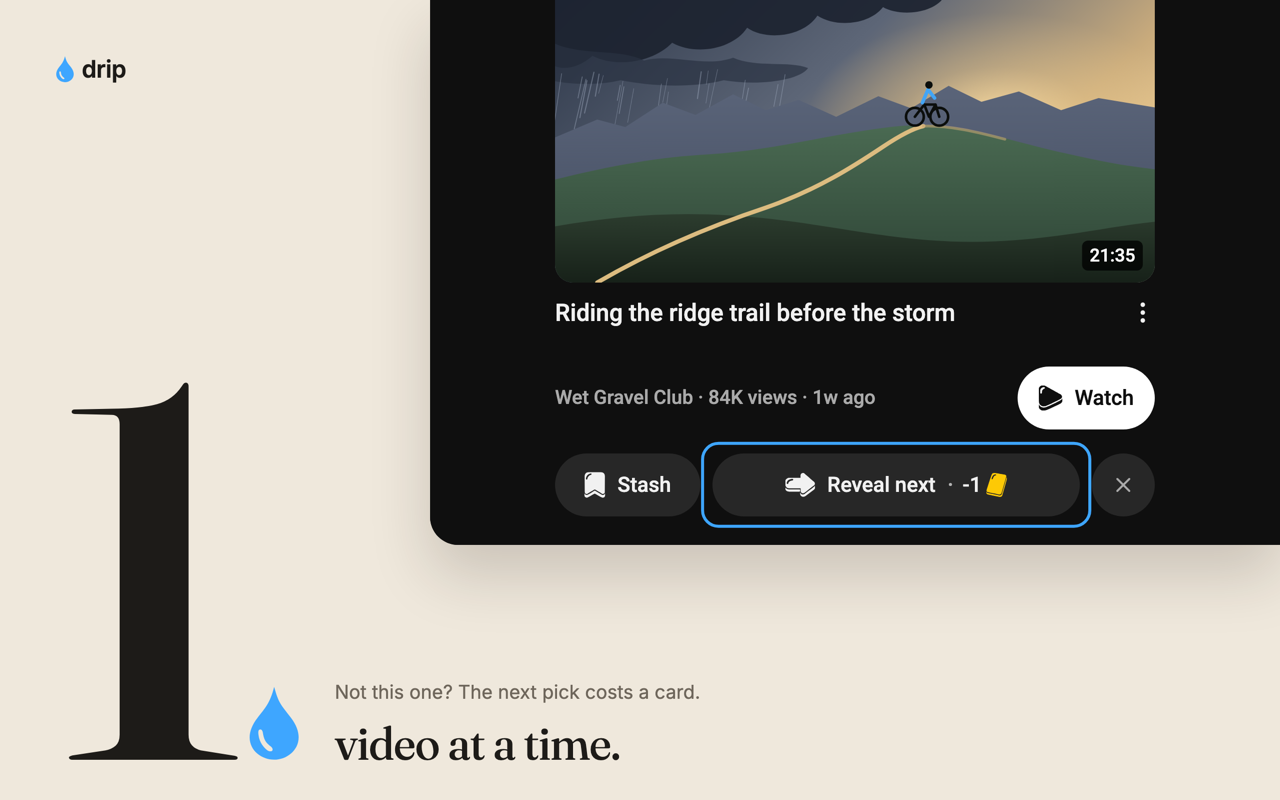 drip
21:35
Riding the ridge trail before the storm
Wet Gravel Club · 84K views · 1w ago
Watch
Stash
Reveal next · -1
1
Not this one? The next pick costs a card.
video at a time.